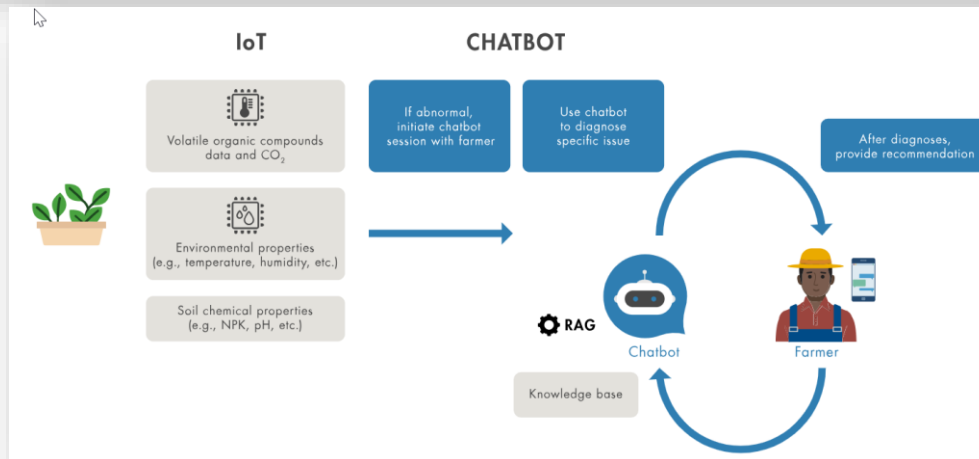 IoT
CHATBOT
Volatile organic compounds
data and CO₂
Environmental properties
(e.g., temperature, humidity, etc.)
Soil chemical properties
(e.g., NPK, pH, etc.)
If abnormal,
initiate chatbot
session with farmer
Use chatbot
to diagnose
specific issue
After diagnoses,
provide recommendation
RAG
Chatbot
Farmer
Knowledge base